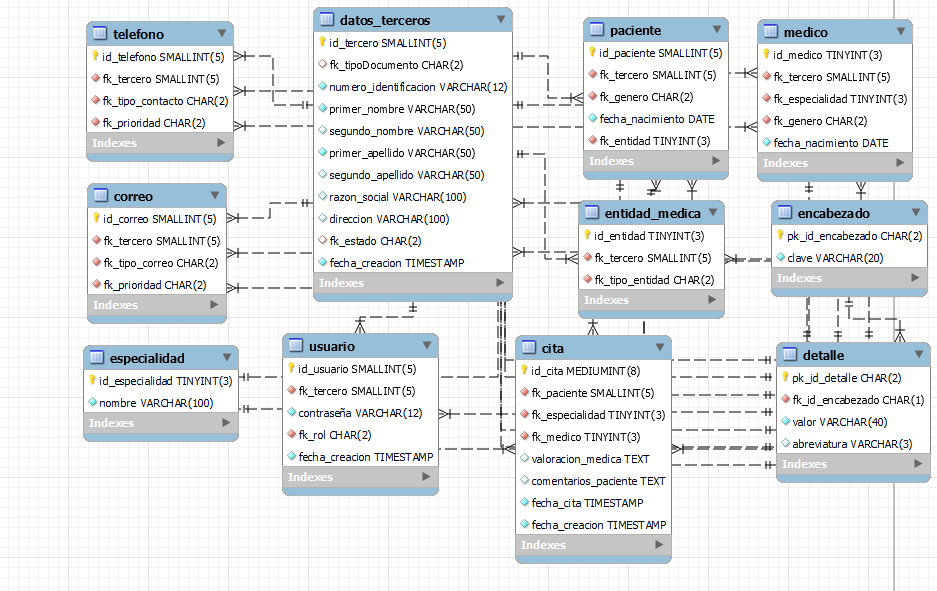 telefono
id_telefono SMALLINT(5)
fk_tercero SMALLINT(5)
fk_tipo_contacto CHAR(2)
fk_prioridad CHAR(2)
Indexes
datos_terceros
id_tercero SMALLINT(5)
fk_tipoDocumento CHAR(2)
numero_identificacion VARCHAR(12)
primer_nombre VARCHAR(50)
segundo_nombre VARCHAR(50)
primer_apellido VARCHAR(50)
segundo_apellido VARCHAR(50)
razon_social VARCHAR(100)
direccion VARCHAR(100)
fk_estado CHAR(2)
fecha_creacion TIMESTAMP
Indexes
paciente
id_paciente SMALLINT(5)
fk_tercero SMALLINT(5)
fk_genero CHAR(2)
fecha_nacimiento DATE
fk_entidad TINYINT(3)
Indexes
medico
id_medico TINYINT(3)
fk_tercero SMALLINT(5)
fk_especialidad TINYINT(3)
fk_genero CHAR(2)
fecha_nacimiento DATE
Indexes
correo
id_correo SMALLINT(5)
fk_tercero SMALLINT(5)
fk_tipo_correo CHAR(2)
fk_prioridad CHAR(2)
Indexes
entidad_medica
id_entidad TINYINT(3)
fk_tercero SMALLINT(5)
fk_tipo_entidad CHAR(2)
Indexes
encabezado
pk_id_encabezado CHAR(2)
clave VARCHAR(20)
Indexes
especialidad
id_especialidad TINYINT(3)
nombre VARCHAR(100)
Indexes
usuario
id_usuario SMALLINT(5)
fk_tercero SMALLINT(5)
contraseña VARCHAR(12)
fk_rol CHAR(2)
fecha_creacion TIMESTAMP
Indexes
cita
id_cita MEDIUMINT(8)
fk_paciente SMALLINT(5)
fk_especialidad TINYINT(3)
fk_medico TINYINT(3)
valoracion_medica TEXT
comentarios_paciente TEXT
fecha_cita TIMESTAMP
fecha_creacion TIMESTAMP
Indexes
detalle
pk_id_detalle CHAR(2)
fk_id_encabezado CHAR(1)
valor VARCHAR(40)
abreviatura VARCHAR(3)
Indexes